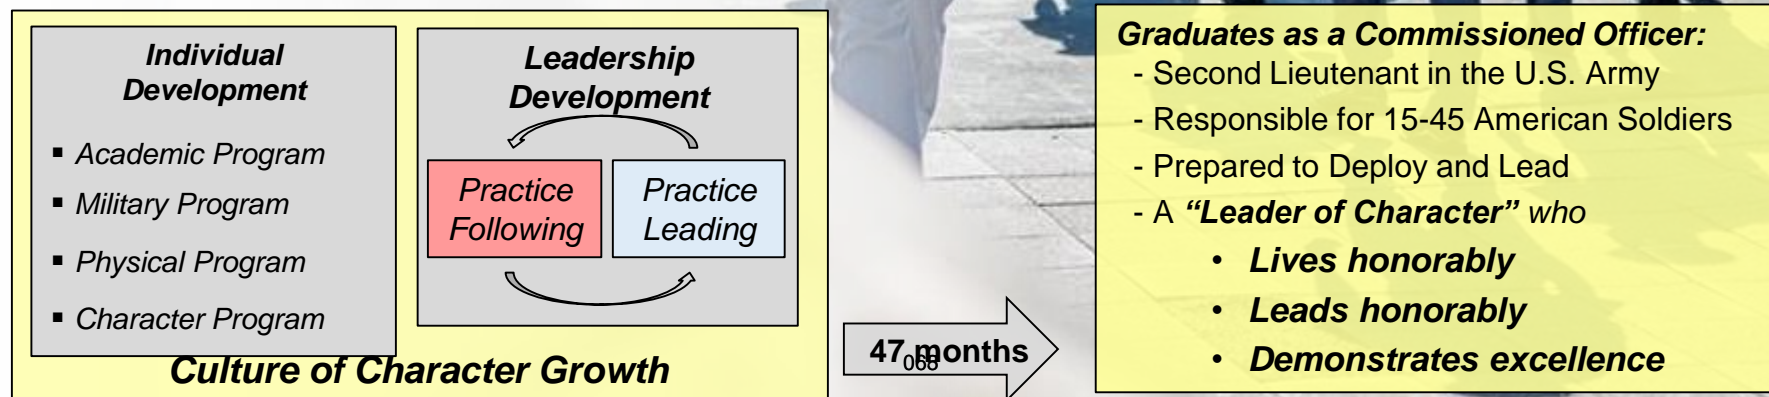 Individual
Development
▪ Academic Program
▪ Military Program
▪ Physical Program
▪ Character Program
Leadership
Development
Practice
Following
Practice
Leading
Culture of Character Growth
47 months
068
Graduates as a Commissioned Officer:
- Second Lieutenant in the U.S. Army
- Responsible for 15-45 American Soldiers
- Prepared to Deploy and Lead
- A “Leader of Character” who
• Lives honorably
• Leads honorably
• Demonstrates excellence